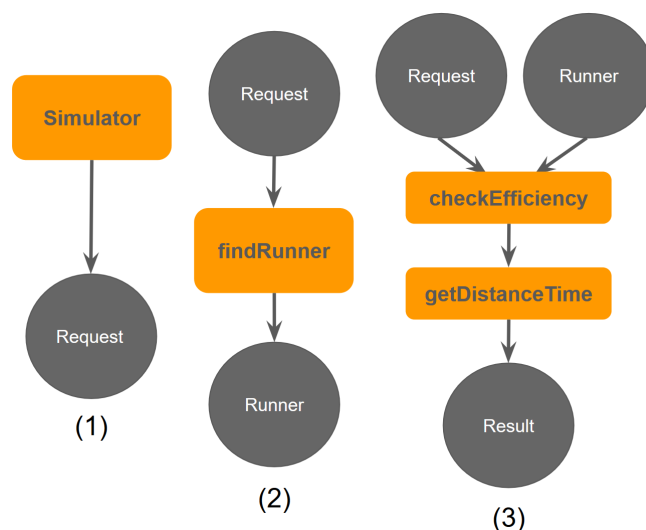 Simulator
Request
(1)
Request
findRunner
Runner
(2)
Request
Runner
checkEfficiency
getDistanceTime
Result
(3)